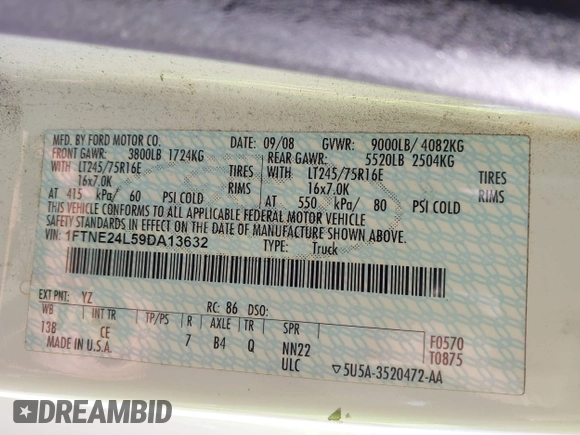 MFD. BY FORD MOTOR CO. DATE: 09/08 GVWR: 9000LB/ 4082KG
FRONT GAWR: 3800LB 1724KG REAR GAWR: 5520LB 2504KG
WITH LT245/75R16E TIRES WITH LT245/75R16E TIRES
16x7.0K RIMS 16x7.0K RIMS
AT 415 kPa/ 60 PSI COLD AT 550 kPa/ 80 PSI COLD
THIS VEHICLE CONFORMS TO ALL APPLICABLE FEDERAL MOTOR VEHICLE
SAFETY STANDARDS IN EFFECT ON THE DATE OF MANUFACTURE SHOWN ABOVE.
VIN: 1FTNE24L59DA13632 TYPE: Truck
EXT PNT: YZ RC: 86 DSO:
WB INT TR TP/PS R AXLE TR SPR F0570
138 CE 7 B4 Q NN22 T0875
MADE IN U.S.A. ULC ▽5U5A-3520472-AA
DREAMBID